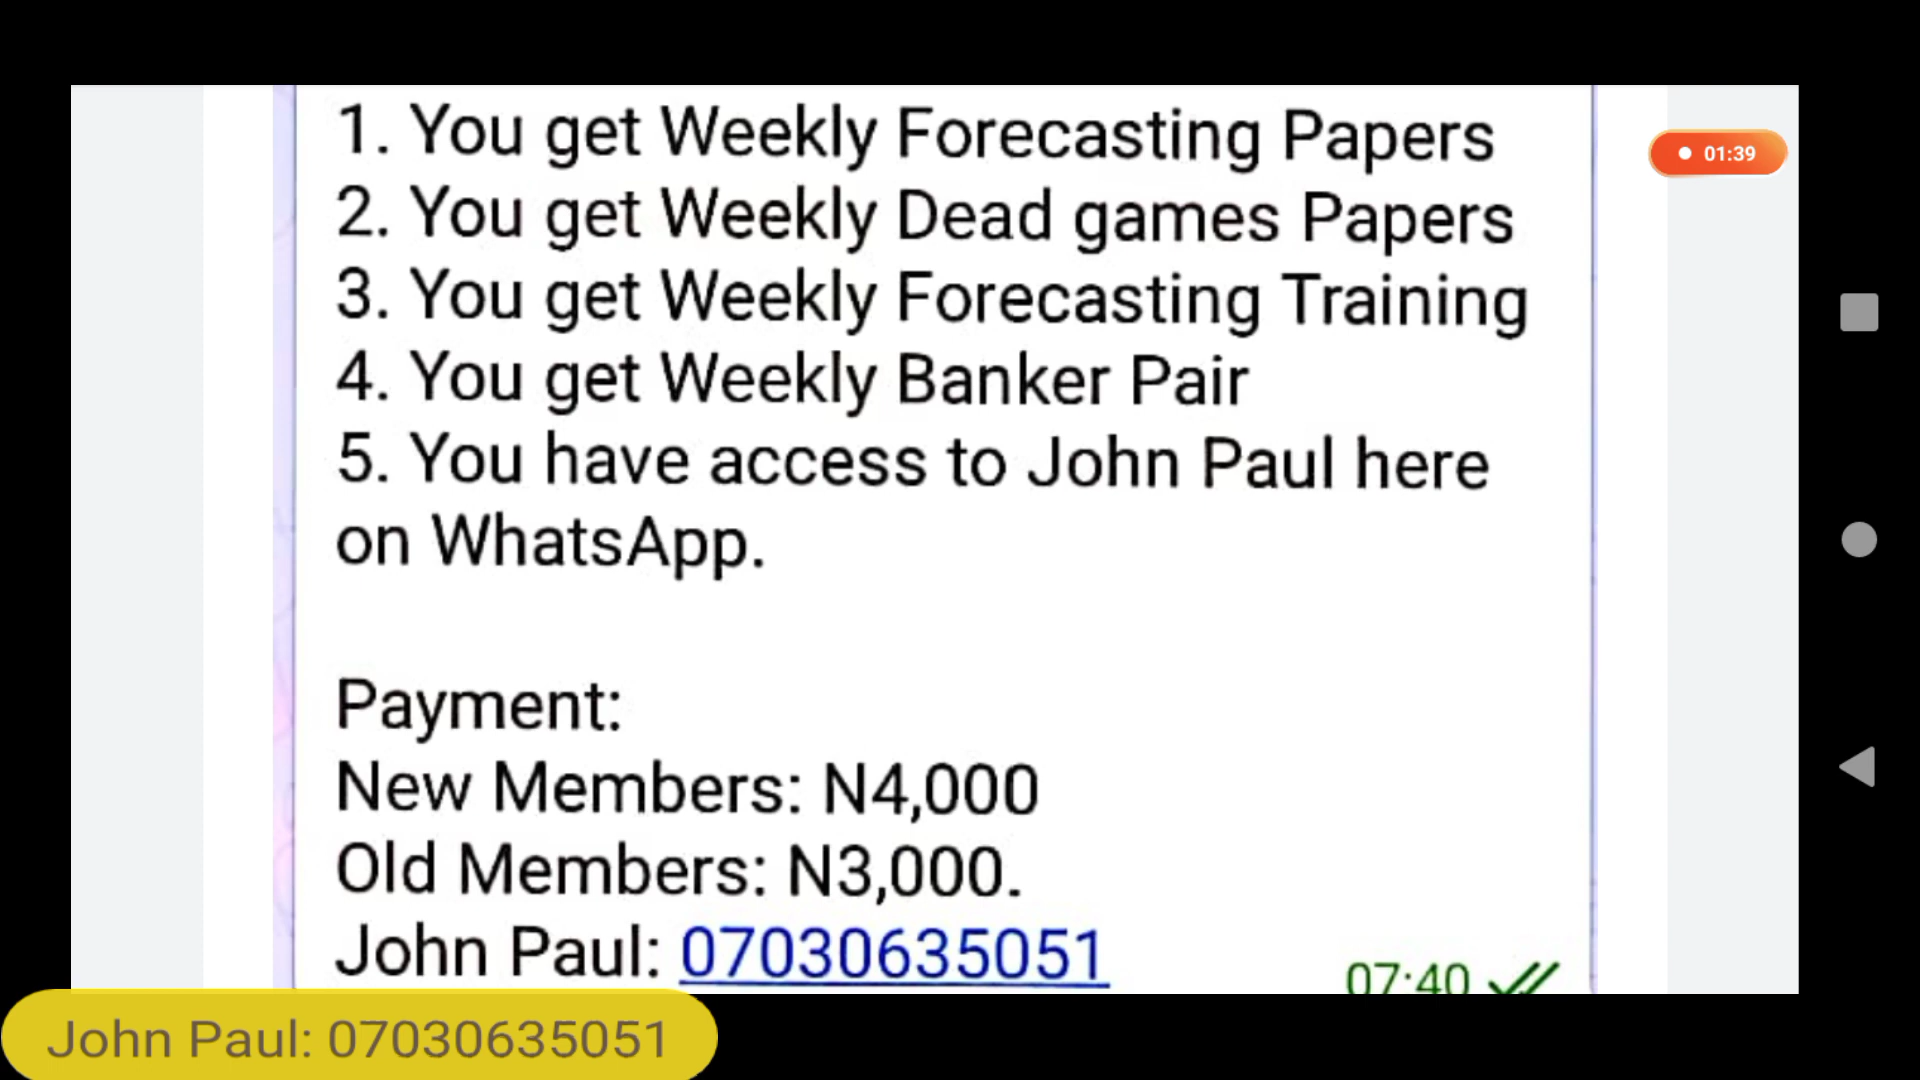 1. You get Weekly Forecasting Papers
01:39
2. You get Weekly Dead games Papers
3. You get Weekly Forecasting Training
4. You get Weekly Banker Pair
5. You have access to John Paul here
on WhatsApp.
Payment:
New Members: N4,000
Old Members: N3,000.
John Paul: 07030635051
07:40
John Paul: 07030635051